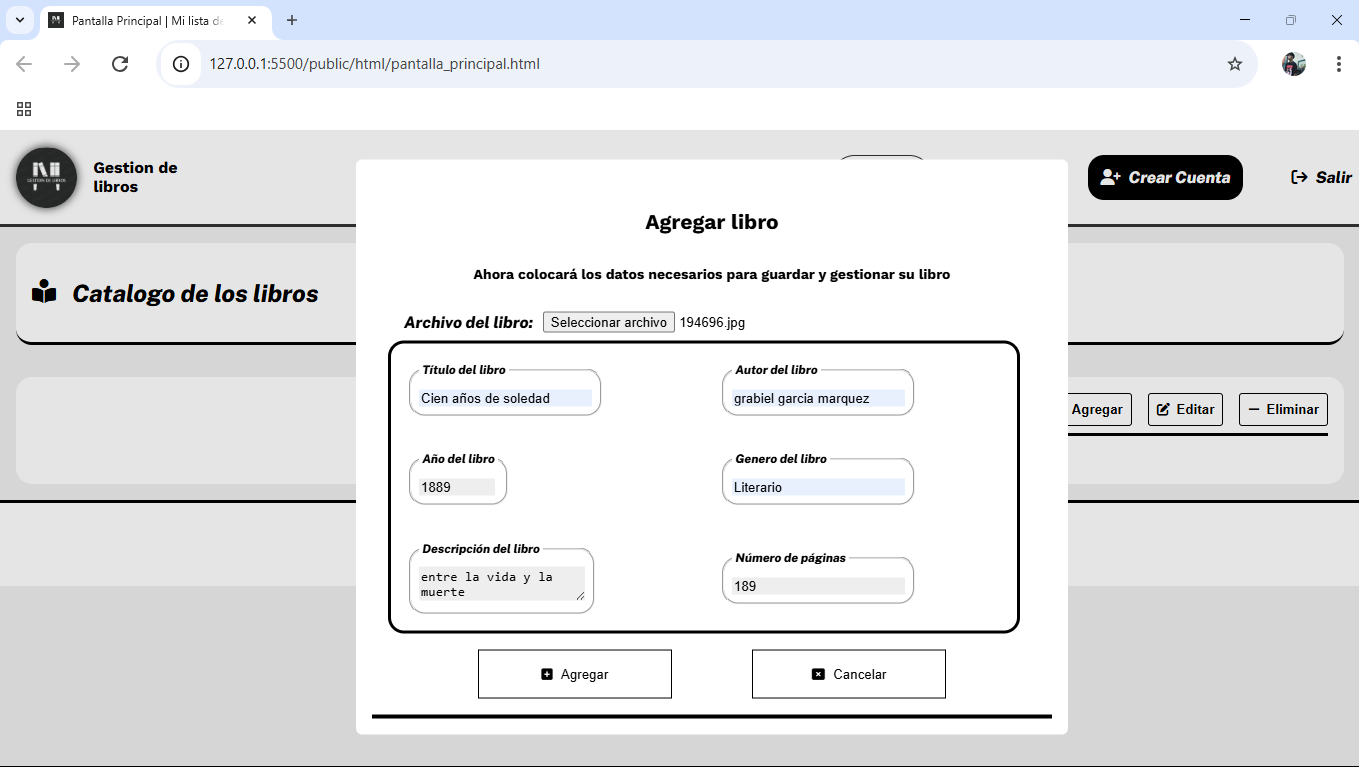 Pantalla Principal | Mi lista de
127.0.0.1:5500/public/html/pantalla_principal.html
GESTION DE LIBROS
Gestion de
libros
Crear Cuenta
Salir
Catalogo de los libros
Agregar
Editar
Eliminar
Agregar libro
Ahora colocará los datos necesarios para guardar y gestionar su libro
Archivo del libro: Seleccionar archivo 194696.jpg
Título del libro
Cien años de soledad
Autor del libro
grabiel garcia marquez
Año del libro
1889
Genero del libro
Literario
Descripción del libro
entre la vida y la
muerte
Número de páginas
189
Agregar
Cancelar